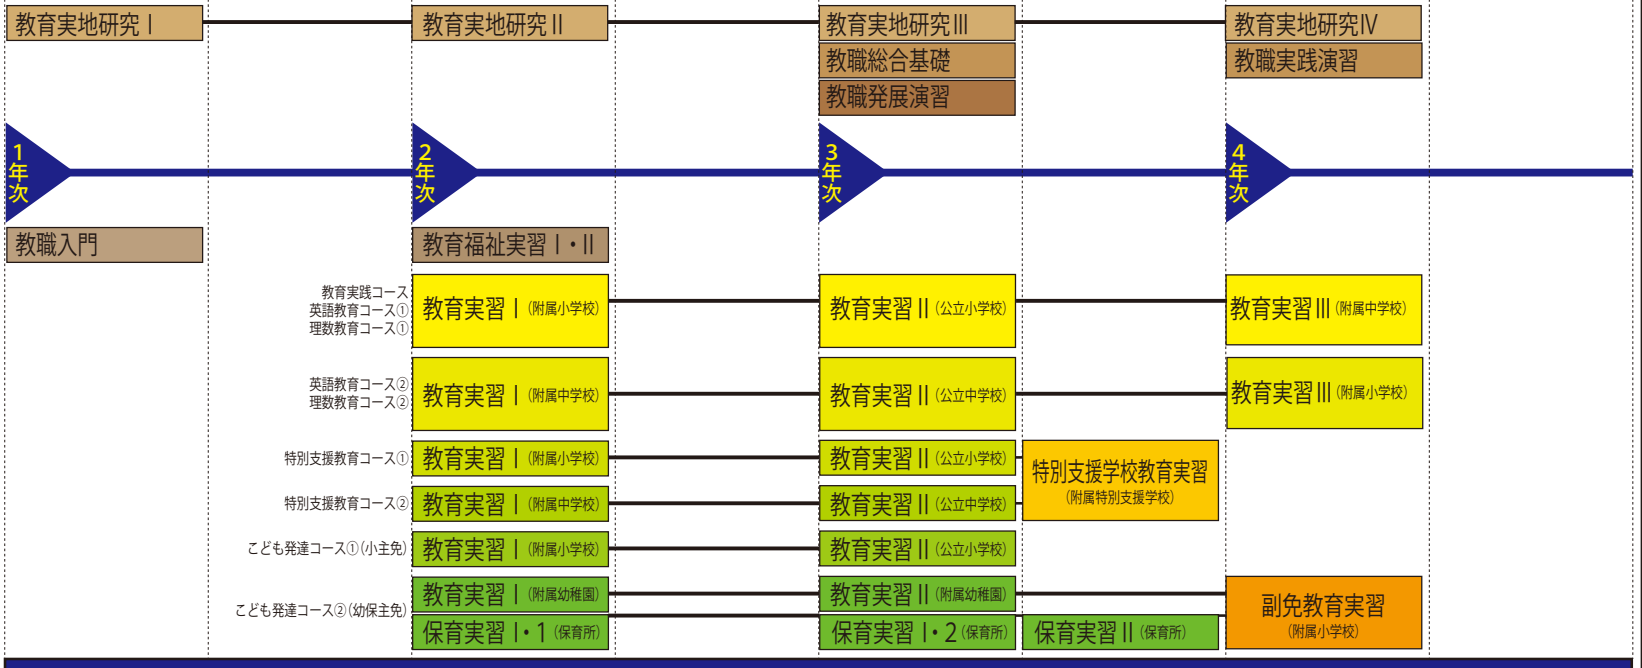 教育実地研究Ⅰ
教育実地研究Ⅱ
教育実地研究Ⅲ
教育実地研究Ⅳ
教職総合基礎
教職実践演習
教職発展演習
1年次
2年次
3年次
4年次
教職入門
教育福祉実習Ⅰ・Ⅱ
教育実践コース
英語教育コース①
理数教育コース①
教育実習Ⅰ(附属小学校)
教育実習Ⅱ(公立小学校)
教育実習Ⅲ(附属中学校)
英語教育コース②
理数教育コース②
教育実習Ⅰ(附属中学校)
教育実習Ⅱ(公立中学校)
教育実習Ⅲ(附属小学校)
特別支援教育コース①
教育実習Ⅰ(附属小学校)
教育実習Ⅱ(公立小学校)
特別支援学校教育実習
(附属特別支援学校)
特別支援教育コース②
教育実習Ⅰ(附属中学校)
教育実習Ⅱ(公立中学校)
こども発達コース①(小主免)
教育実習Ⅰ(附属小学校)
教育実習Ⅱ(公立小学校)
こども発達コース②(幼保主免)
教育実習Ⅰ(附属幼稚園)
教育実習Ⅱ(附属幼稚園)
副免教育実習
(附属小学校)
保育実習Ⅰ・1(保育所)
保育実習Ⅰ・2(保育所)
保育実習Ⅱ(保育所)